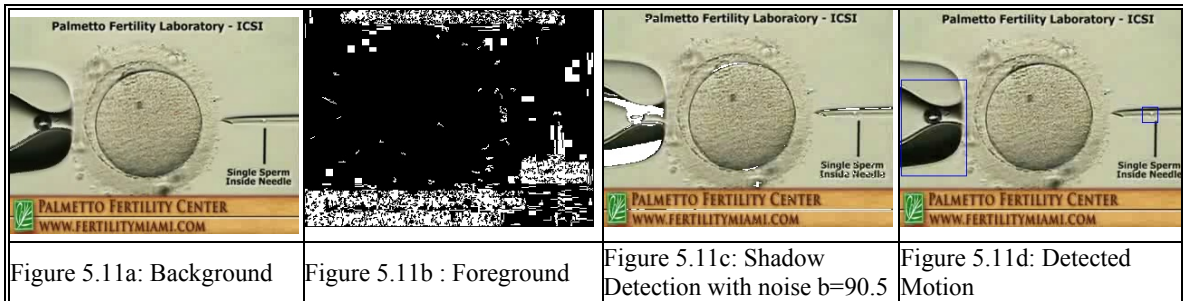 Palmetto Fertility Laboratory - ICSI
Single Sperm
Inside Needle
PALMETTO FERTILITY CENTER
WWW.FERTILITYMIAMI.COM
Palmetto Fertility Laboratory - ICSI
Single Sperm
Inside Needle
PALMETTO FERTILITY CENTER
WWW.FERTILITYMIAMI.COM
Palmetto Fertility Laboratory - ICSI
Single Sperm
Inside Needle
PALMETTO FERTILITY CENTER
WWW.FERTILITYMIAMI.COM
Figure 5.11a: Background
Figure 5.11b : Foreground
Figure 5.11c: Shadow
Detection with noise b=90.5
Figure 5.11d: Detected
Motion